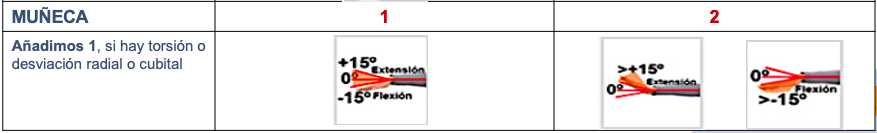 MUÑECA 1 2
Añadimos 1, si hay torsión o
desviación radial o cubital
+15º
Extensión
0º
-15º Flexión
>+15º
Extensión
0º
0º
Flexión
>-15º